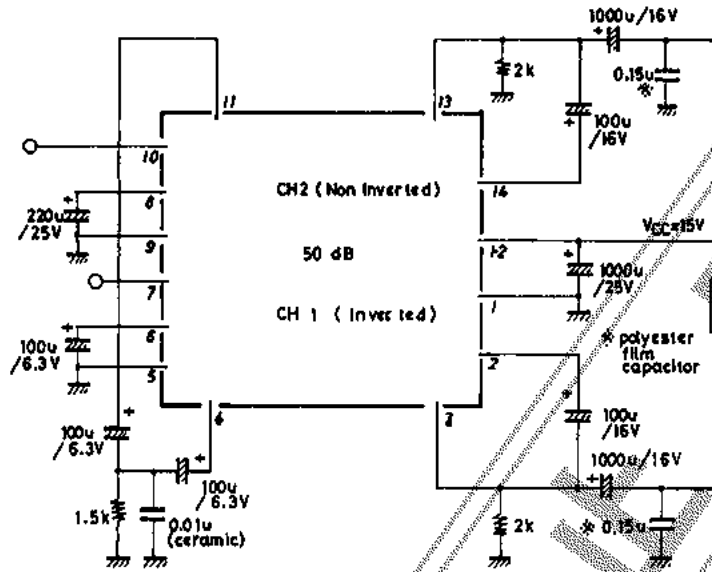 1000u/16V
11
13
2k
0.15u
※
100u
/16V
10
CH2 (Non Inverted)
14
8
220u
/25V
9
VCC=15V
12
50 dB
1000u
/25V
7
1
CH 1 ( Inverted)
6
※ polyester
film
capacitor
100u
/6.3V
2
5
4
3
100u
/6.3V
100u
/16V
1000u/16V
100u
/6.3V
1.5k
0.01u
(ceramic)
2k
※ 0.15u